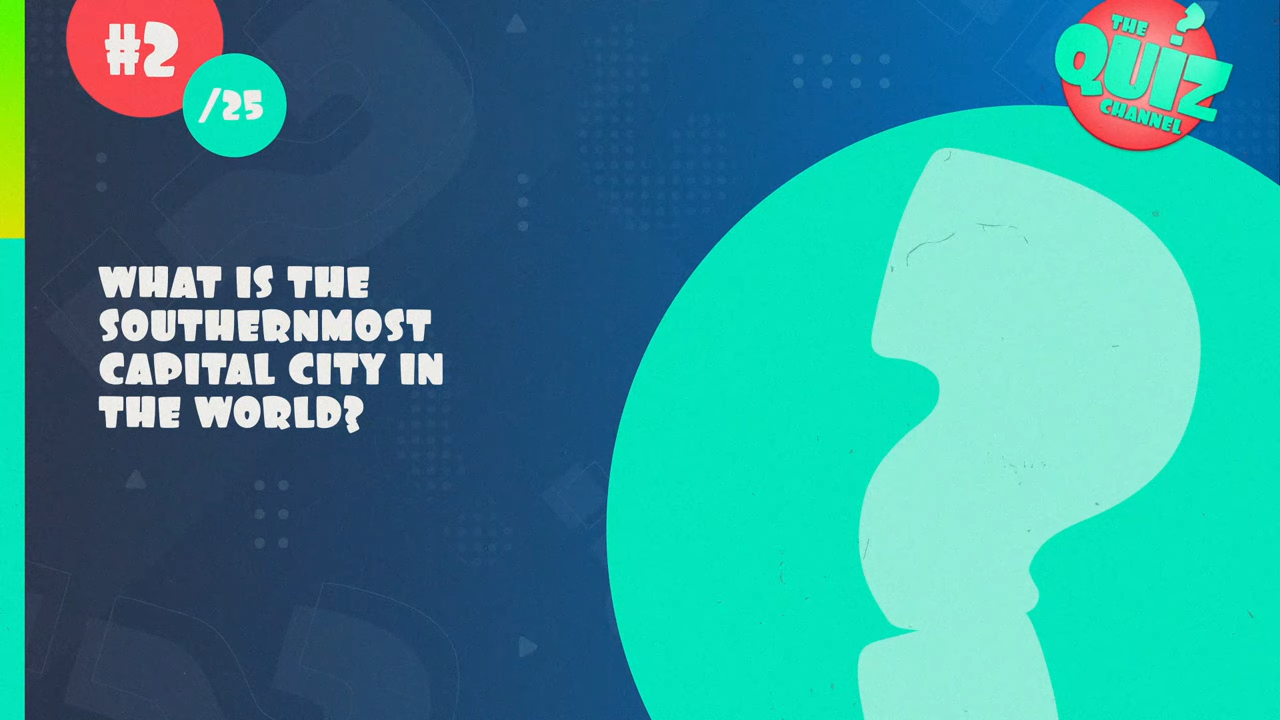 #2
/25
THE
QUIZ
CHANNEL
WHAT IS THE
SOUTHERNMOST
CAPITAL CITY IN
THE WORLD?